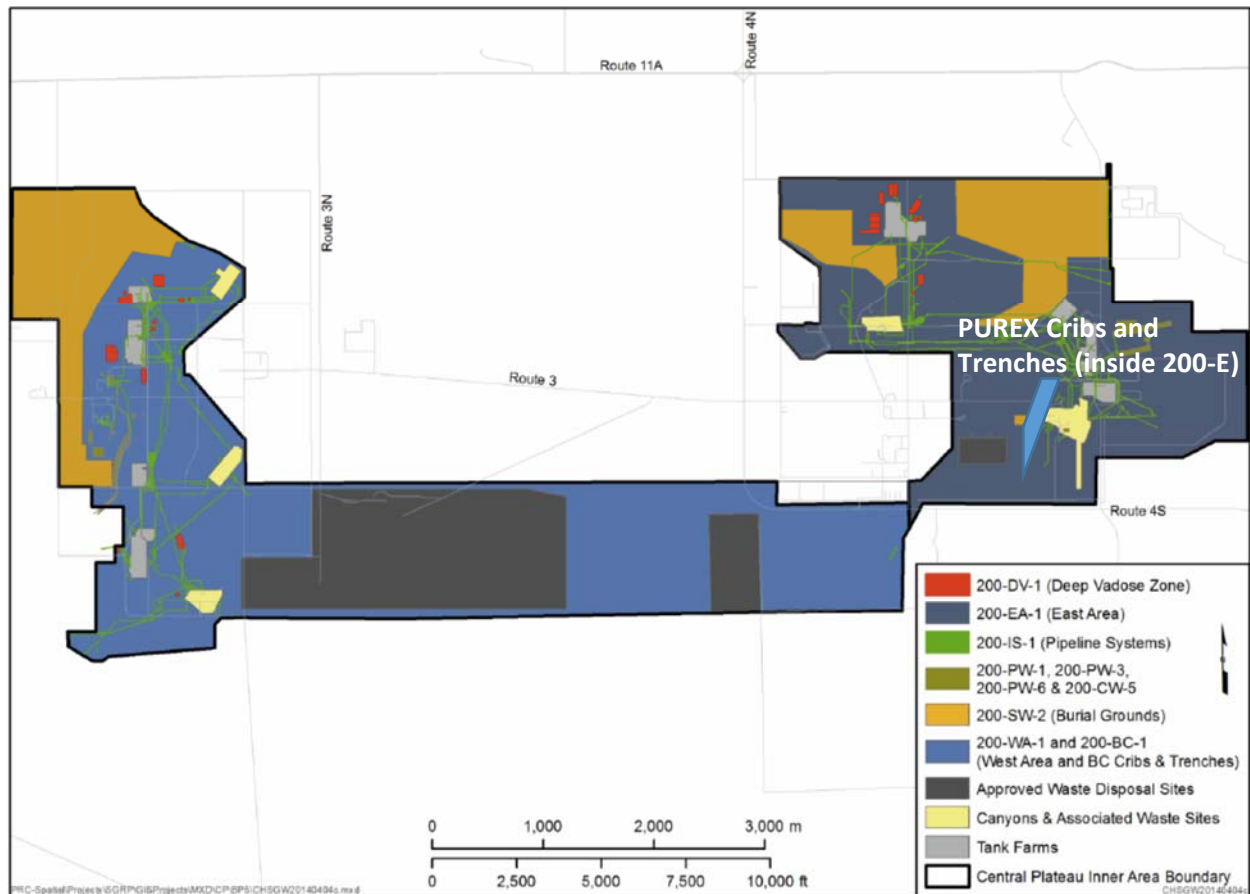 Route 11A
Route 4N
Route 3N
PUREX Cribs and
Trenches (inside 200-E)
Route 3
Route 4S
200-DV-1 (Deep Vadose Zone)
200-EA-1 (East Area)
200-IS-1 (Pipeline Systems)
200-PW-1, 200-PW-3,
200-PW-6 & 200-CW-5
200-SW-2 (Burial Grounds)
200-WA-1 and 200-BC-1
(West Area and BC Cribs & Trenches)
Approved Waste Disposal Sites
Canyons & Associated Waste Sites
Tank Farms
Central Plateau Inner Area Boundary
0 1,000 2,000 3,000 m
0 2,500 5,000 7,500 10,000 ft